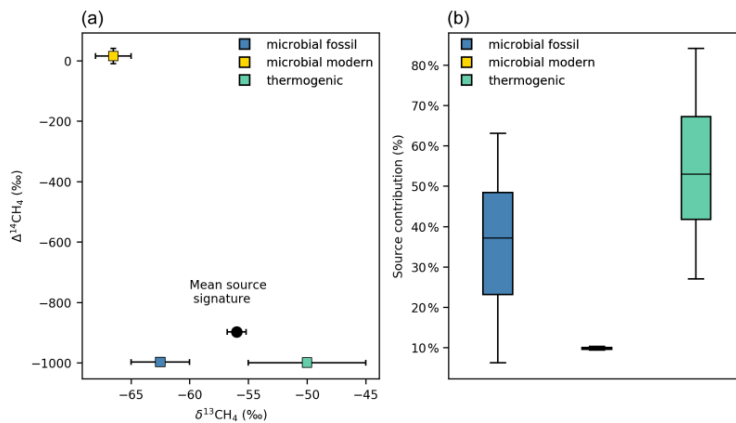 (a)
microbial fossil
microbial modern
thermogenic
Mean source
signature
0
−200
−400
−600
−800
−1000
Δ¹⁴CH₄ (‰)
−65
−60
−55
−50
−45
δ¹³CH₄ (‰)
(b)
microbial fossil
microbial modern
thermogenic
80%
70%
60%
50%
40%
30%
20%
10%
Source contribution (%)